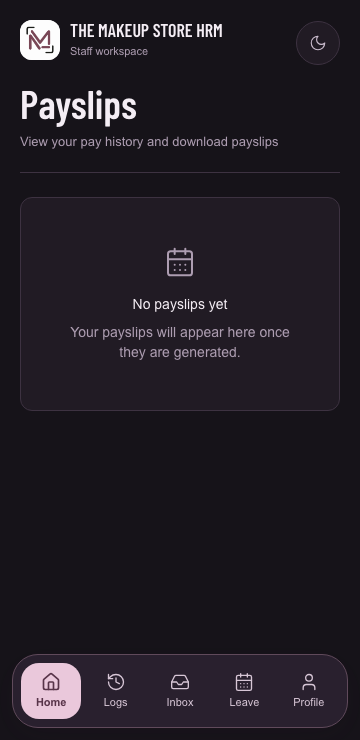 THE MAKEUP STORE HRM
Staff workspace
Payslips
View your pay history and download payslips
No payslips yet
Your payslips will appear here once
they are generated.
Home
Logs
Inbox
Leave
Profile